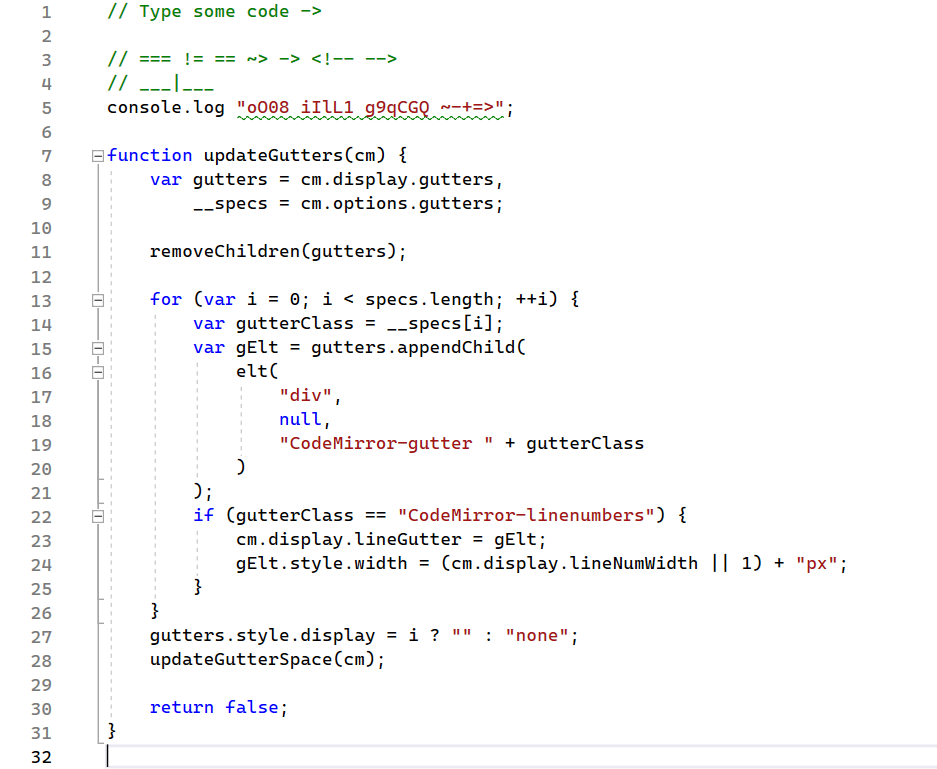 1 // Type some code ->
2
3 // === != == ~> -> <!-- -->
4 // ___|___
5 console.log "oO08 iIlL1 g9qCGQ ~-+=>";
6
7 function updateGutters(cm) {
8     var gutters = cm.display.gutters,
9         __specs = cm.options.gutters;
10
11     removeChildren(gutters);
12
13     for (var i = 0; i < specs.length; ++i) {
14         var gutterClass = __specs[i];
15         var gElt = gutters.appendChild(
16             elt(
17                 "div",
18                 null,
19                 "CodeMirror-gutter " + gutterClass
20             )
21         );
22         if (gutterClass == "CodeMirror-linenumbers") {
23             cm.display.lineGutter = gElt;
24             gElt.style.width = (cm.display.lineNumWidth || 1) + "px";
25         }
26     }
27     gutters.style.display = i ? "" : "none";
28     updateGutterSpace(cm);
29
30     return false;
31 }
32